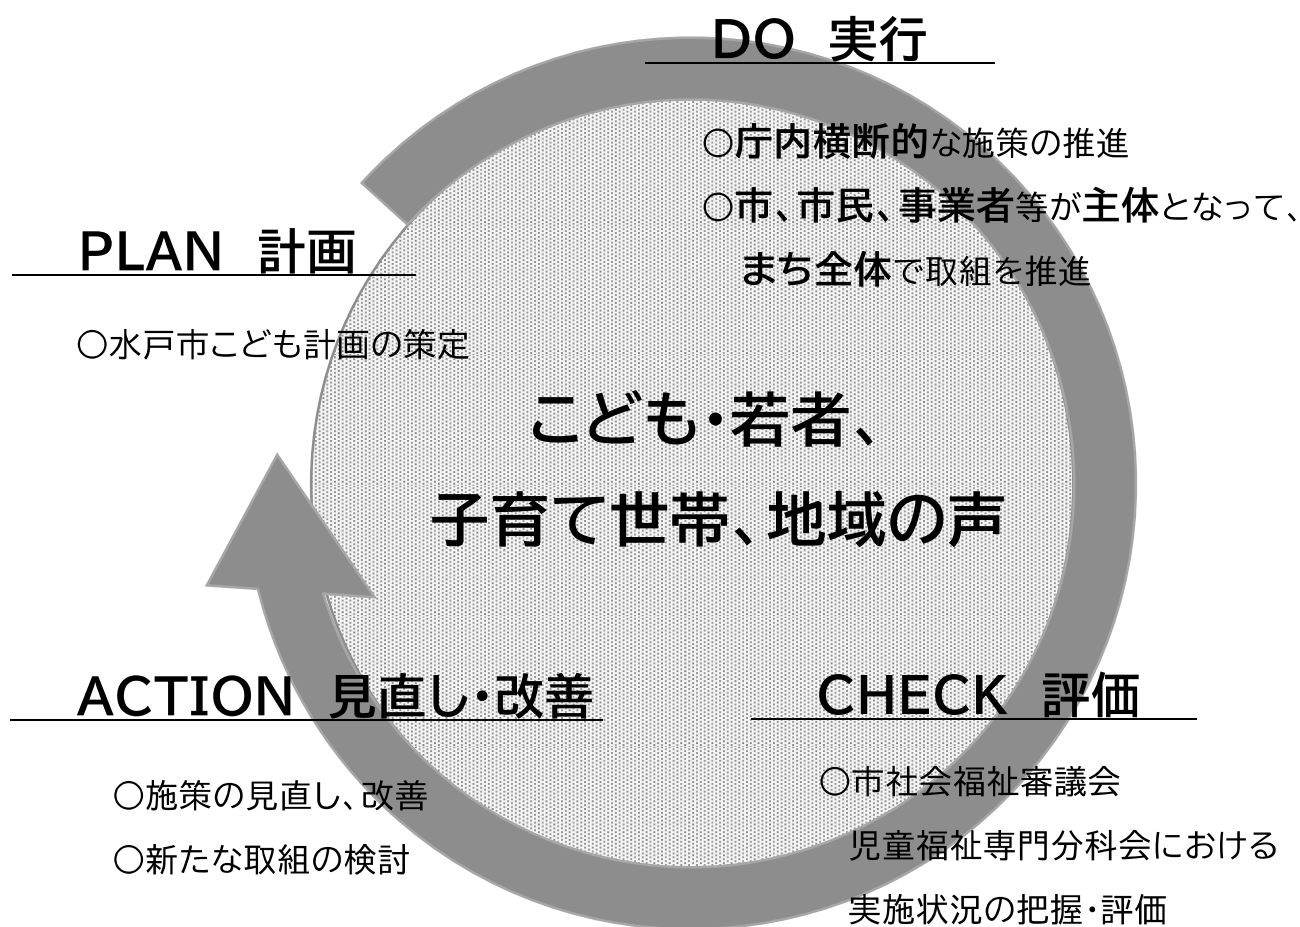 DO 実行
○庁内横断的な施策の推進
○市、市民、事業者等が主体となって、
まち全体で取組を推進
PLAN 計画
○水戸市こども計画の策定
こども・若者、
子育て世帯、地域の声
ACTION 見直し・改善
○施策の見直し、改善
○新たな取組の検討
CHECK 評価
○市社会福祉審議会
児童福祉専門分科会における
実施状況の把握・評価